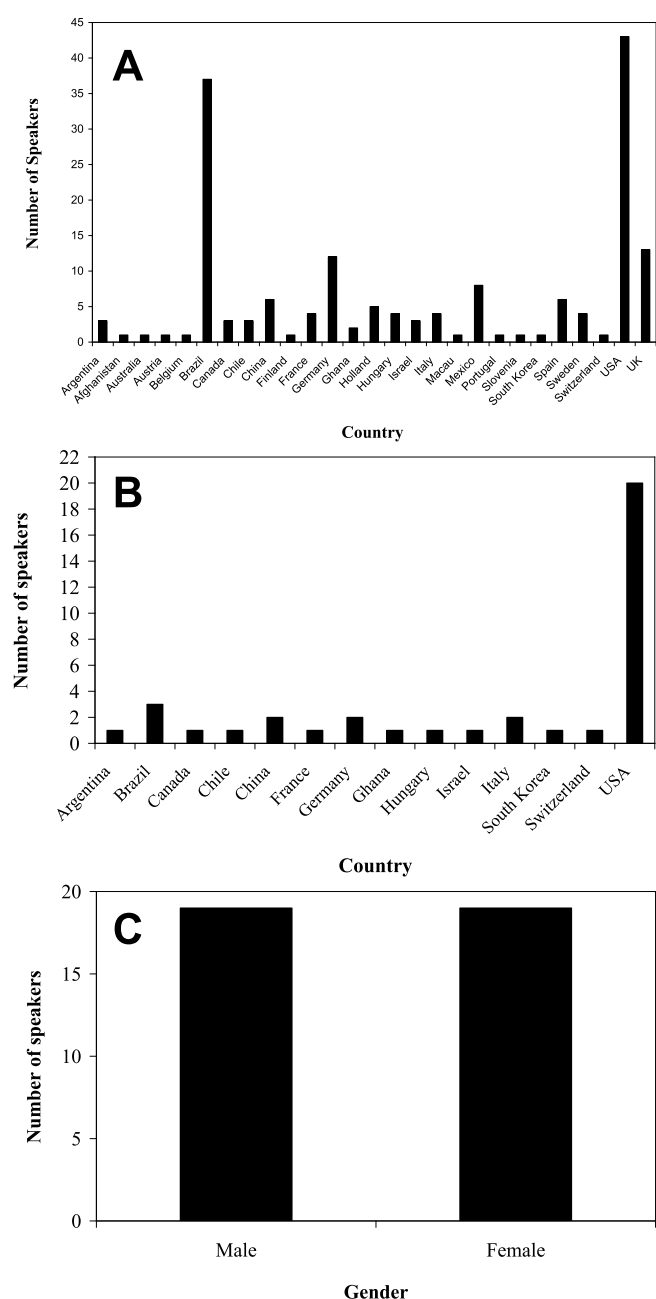 A
Number of Speakers
45
40
35
30
25
20
15
10
5
0
Argentina
Afghanistan
Australia
Austria
Belgium
Brazil
Canada
Chile
China
Finland
France
Germany
Ghana
Holland
Hungary
Israel
Italy
Macau
Mexico
Portugal
Slovenia
South Korea
Spain
Sweden
Switzerland
USA
UK
Country
B
Number of speakers
22
20
18
16
14
12
10
8
6
4
2
0
Argentina
Brazil
Canada
Chile
China
France
Germany
Ghana
Hungary
Israel
Italy
South Korea
Switzerland
USA
Country
C
Number of speakers
20
15
10
5
0
Male
Female
Gender